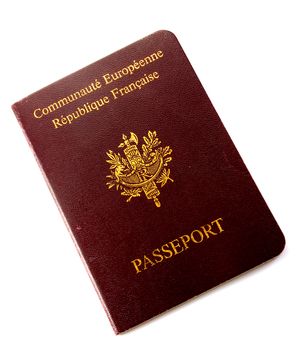 Communauté Européenne
République Française
PASSEPORT